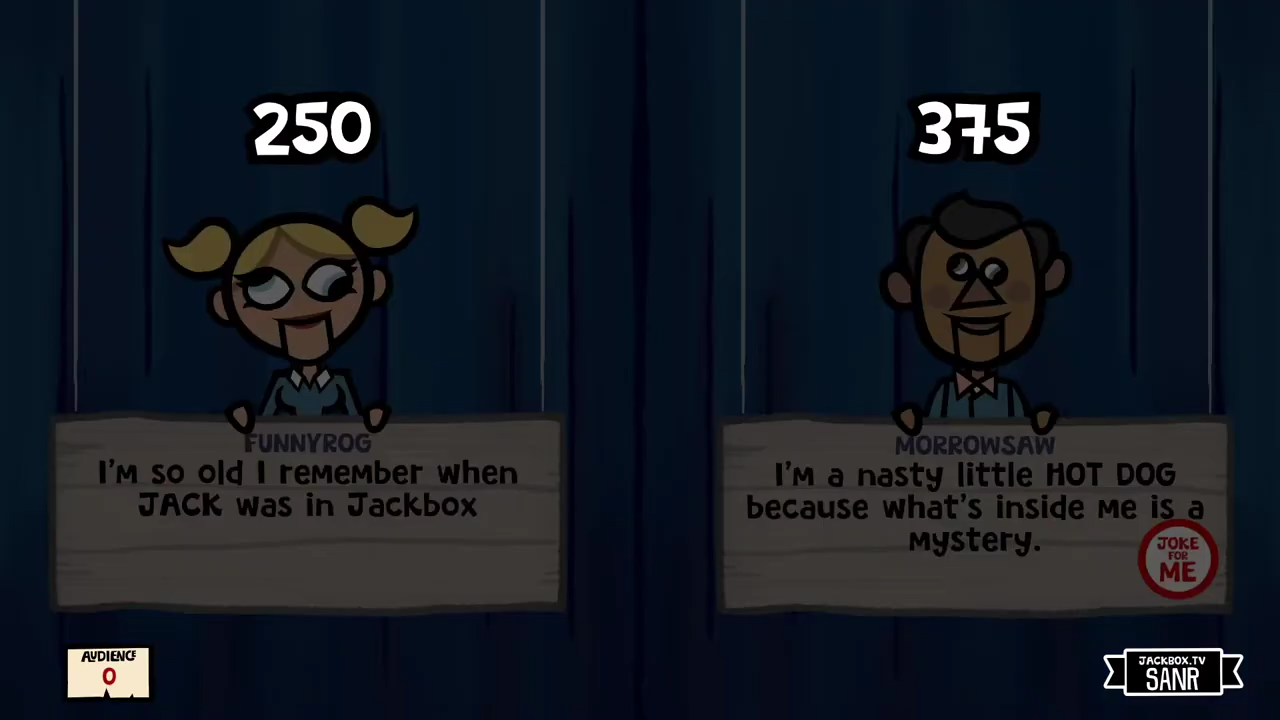 250
375
FUNNYROG
I'm so old I remember when
JACK was in Jackbox
MORROWSAW
I'm a nasty little HOT DOG
because what's inside me is a
mystery.
JOKE
FOR
ME
AUDIENCE
0
JACKBOX.TV
SANR